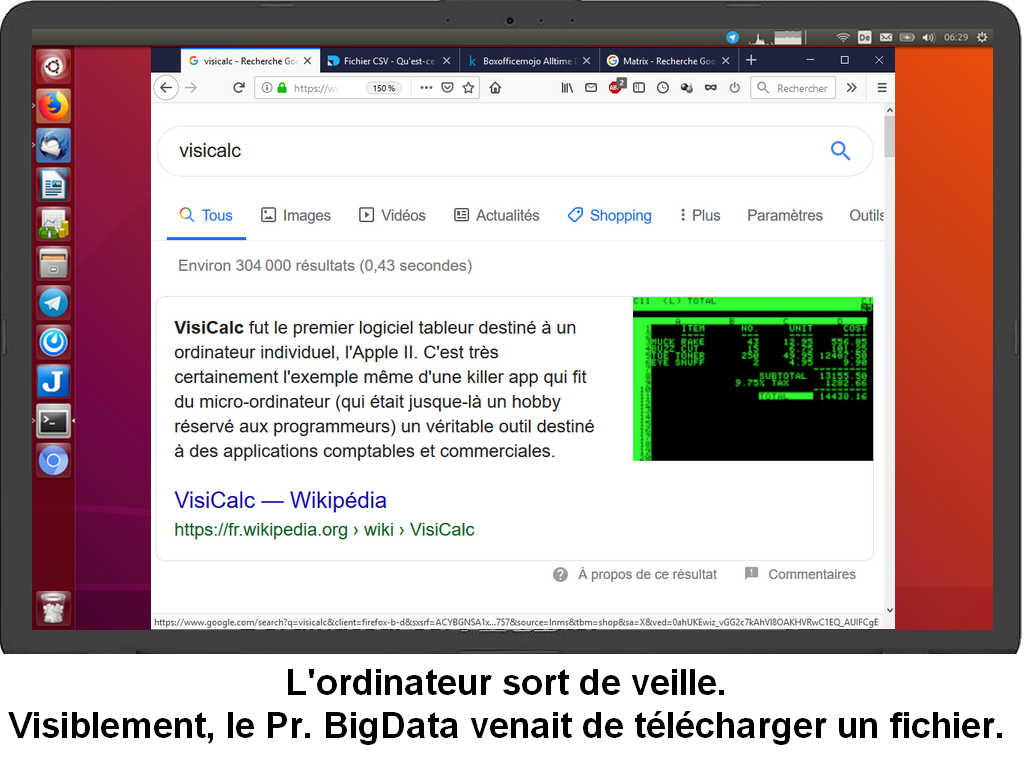 De
06:29
visicalc - Recherche Goo
Fichier CSV - Qu'est-ce
Boxofficemojo Alltime D
Matrix - Recherche Goo
https://w
150 %
ABP
2
Rechercher
visicalc
Tous
Images
Vidéos
Actualités
Shopping
Plus
Paramètres
Outils
Environ 304 000 résultats (0,43 secondes)
VisiCalc fut le premier logiciel tableur destiné à un
ordinateur individuel, l'Apple II. C'est très
certainement l'exemple même d'une killer app qui fit
du micro-ordinateur (qui était jusque-là un hobby
réservé aux programmeurs) un véritable outil destiné
à des applications comptables et commerciales.
C11 (L) TOTAL
C!
25
A B C D
ITEM NO. UNIT COST
MUCK RAKE 43 12.95 556.85
BUZZ CUT 15 6.75 101.25
TOE TONER 250 49.95 12487.50
EYE SNUFF 2 4.95 9.90
SUBTOTAL 13155.50
9.75% TAX 1282.66
TOTAL 14438.16
VisiCalc — Wikipédia
https://fr.wikipedia.org › wiki › VisiCalc
À propos de ce résultat
Commentaires
https://www.google.com/search?q=visicalc&client=firefox-b-d&sxsrf=ACYBGNSA1x...757&source=lnms&tbm=shop&sa=X&ved=0ahUKEwiz_vGG2c7kAhVI8OAKHVRwC1EQ_AUIFCgE
L'ordinateur sort de veille.
Visiblement, le Pr. BigData venait de télécharger un fichier.